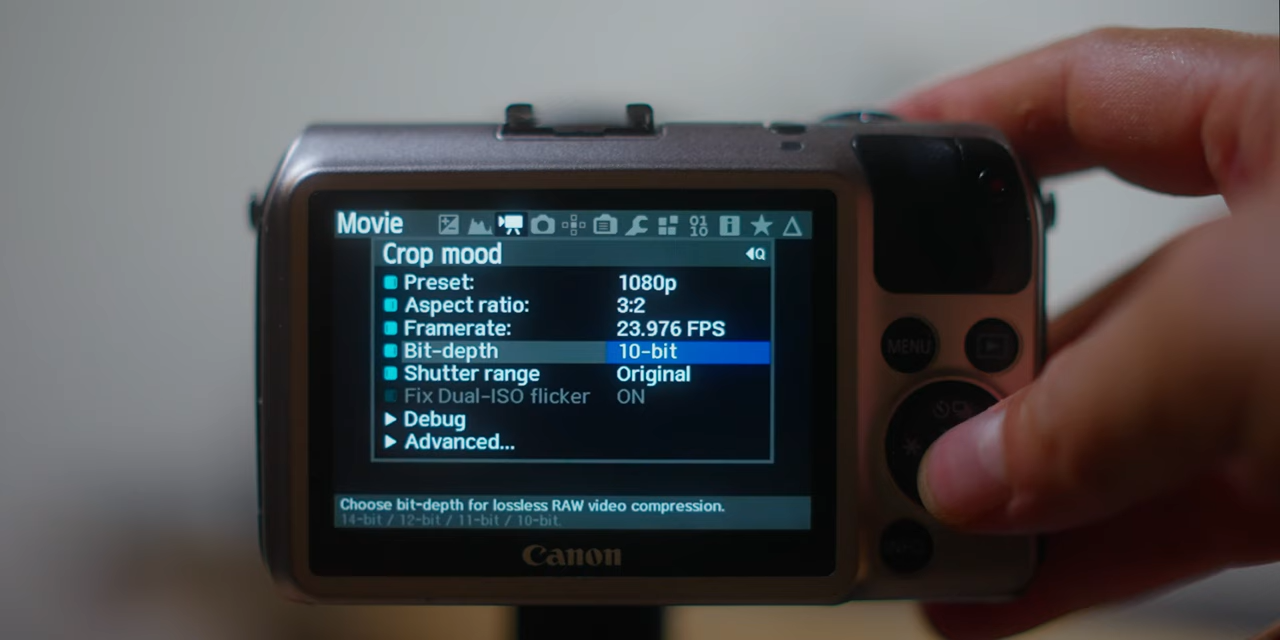 Movie
Crop mood
Preset: 1080p
Aspect ratio: 3:2
Framerate: 23.976 FPS
Bit-depth 10-bit
Shutter range Original
Fix Dual-ISO flicker ON
Debug
Advanced...
Choose bit-depth for lossless RAW video compression.
14-bit / 12-bit / 11-bit / 10-bit.
Canon
MENU
INFO